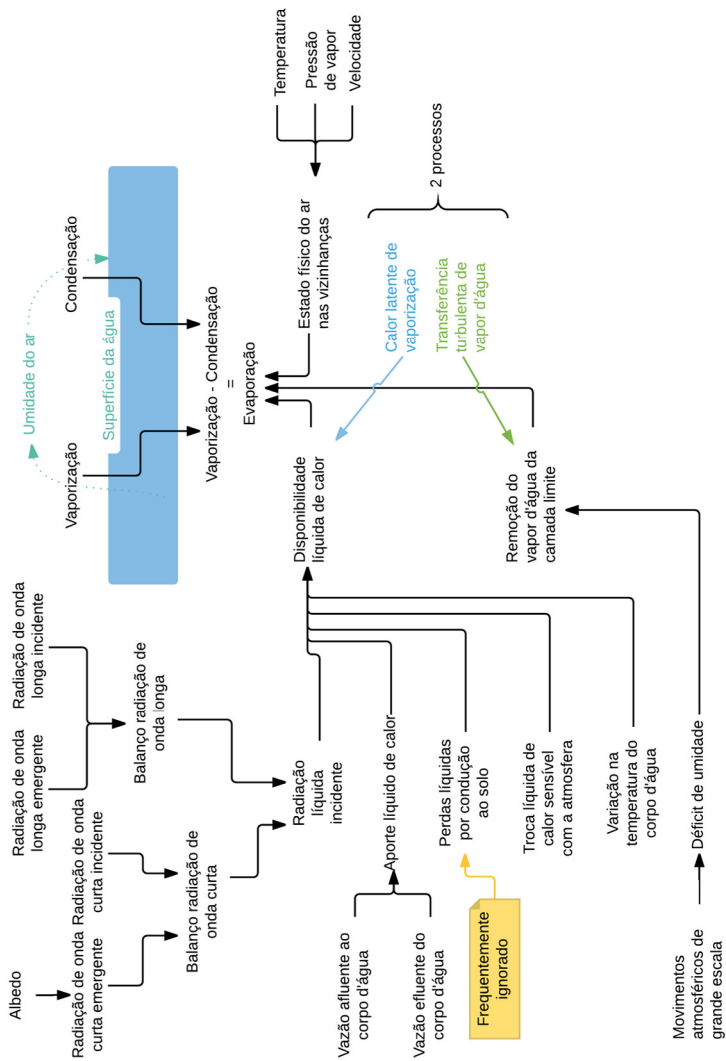 Albedo
Radiação de onda
curta emergente
Radiação de onda
curta incidente
Balanço radiação de
onda curta
Radiação de onda
longa emergente
Radiação de onda
longa incidente
Balanço radiação de
onda longa
Radiação
líquida
incidente
Vazão afluente ao
corpo d'água
Vazão efluente do
corpo d'água
Aporte líquido de calor
Frequentemente
ignorado
Perdas líquidas
por condução
ao solo
Troca líquida de
calor sensível
com a atmosfera
Variação na
temperatura do
corpo d'água
Movimentos
atmosféricos de
grande escala
Déficit de umidade
Umidade do ar
Vaporização
Condensação
Superfície da água
Vaporização - Condensação
=
Evaporação
Disponibilidade
líquida de calor
Estado físico do ar
nas vizinhanças
Temperatura
Pressão
de vapor
Velocidade
Calor latente de
vaporização
Transferência
turbulenta de
vapor d'água
2 processos
Remoção do
vapor d'água da
camada limite